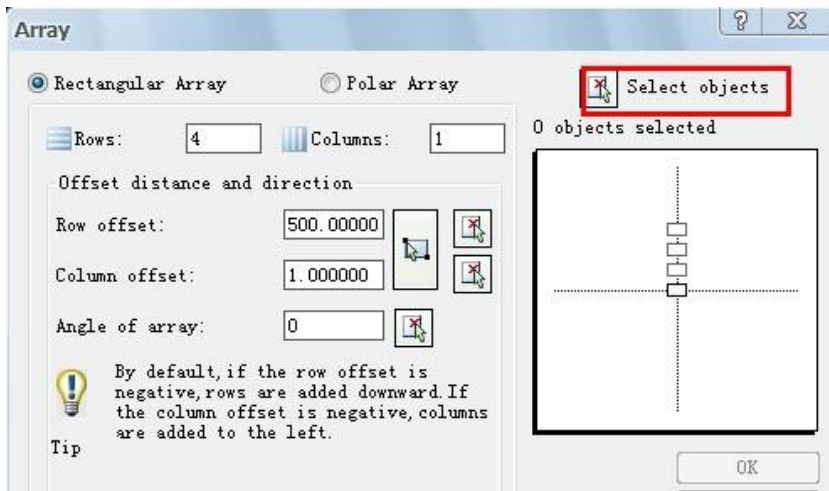 Array
Rectangular Array
Polar Array
Select objects
Rows: 4
Columns: 1
0 objects selected
Offset distance and direction
Row offset: 500.00000
Column offset: 1.000000
Angle of array: 0
By default,if the row offset is
negative,rows are added downward.If
the column offset is negative,columns
are added to the left.
Tip
OK